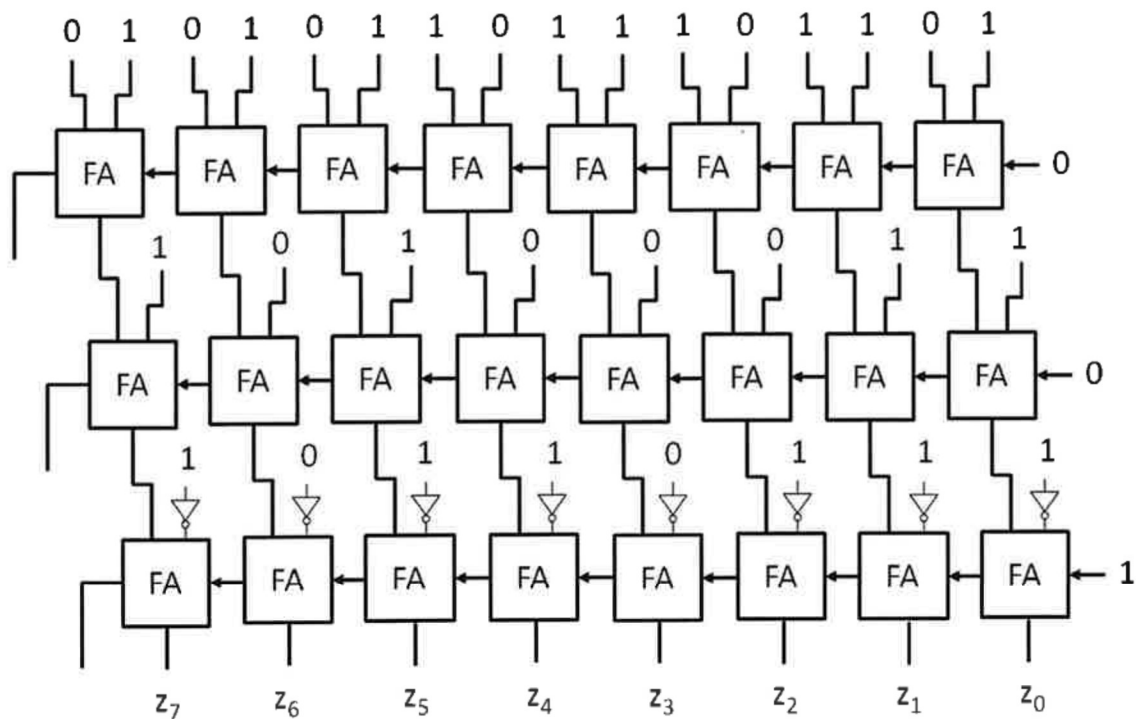 0 1 0 1 0 1 1 0 1 1 1 0 1 1 0 1
FA FA FA FA FA FA FA FA 0
1 0 1 0 0 0 1 1
FA FA FA FA FA FA FA FA 0
1 0 1 1 0 1 1 1
FA FA FA FA FA FA FA FA 1
z₇ z₆ z₅ z₄ z₃ z₂ z₁ z₀